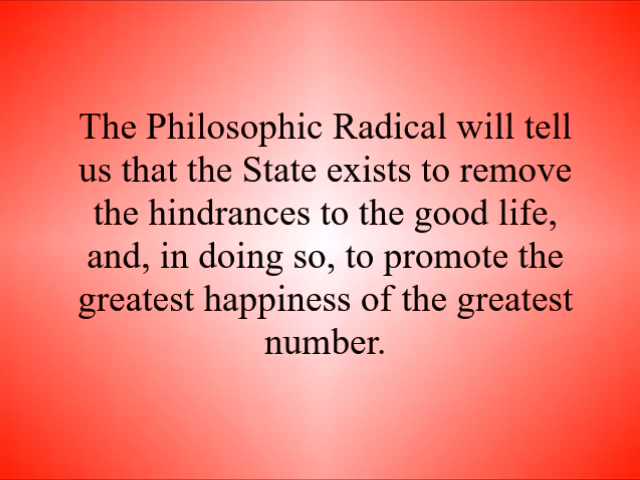 The Philosophic Radical will tell
us that the State exists to remove
the hindrances to the good life,
and, in doing so, to promote the
greatest happiness of the greatest
number.